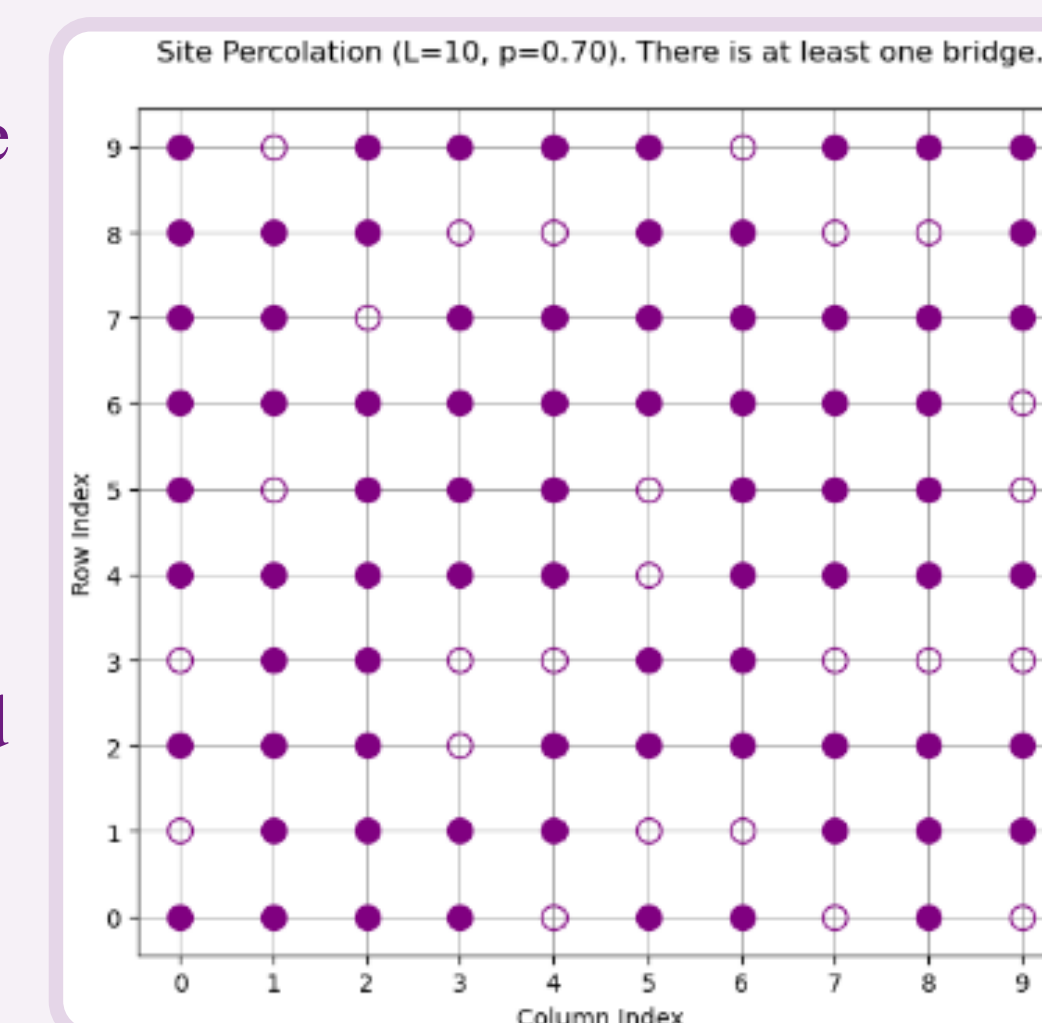 Site Percolation (L=10, p=0.70). There is at least one bridge.
e
9
8
7
6
5
4
3
2
1
0
Row Index
d
0 1 2 3 4 5 6 7 8 9
Column Index